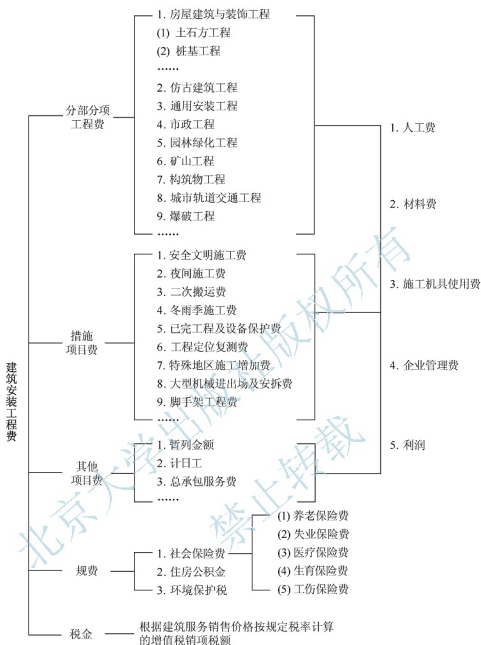 建筑安装工程费
分部分项
工程费
1. 房屋建筑与装饰工程
(1) 土石方工程
(2) 桩基工程
……
2. 仿古建筑工程
3. 通用安装工程
4. 市政工程
5. 园林绿化工程
6. 矿山工程
7. 构筑物工程
8. 城市轨道交通工程
9. 爆破工程
……
措施
项目费
1. 安全文明施工费
2. 夜间施工费
3. 二次搬运费
4. 冬雨季施工费
5. 已完工程及设备保护费
6. 工程定位复测费
7. 特殊地区施工增加费
8. 大型机械进出场及安拆费
9. 脚手架工程费
……
其他
项目费
1. 暂列金额
2. 计日工
3. 总承包服务费
……
1. 人工费
2. 材料费
3. 施工机具使用费
4. 企业管理费
5. 利润
规费
1. 社会保险费
2. 住房公积金
3. 环境保护税
(1) 养老保险费
(2) 失业保险费
(3) 医疗保险费
(4) 生育保险费
(5) 工伤保险费
税金
根据建筑服务销售价格按规定税率计算
的增值税销项税额
北京大学出版社版权所有
禁止转载